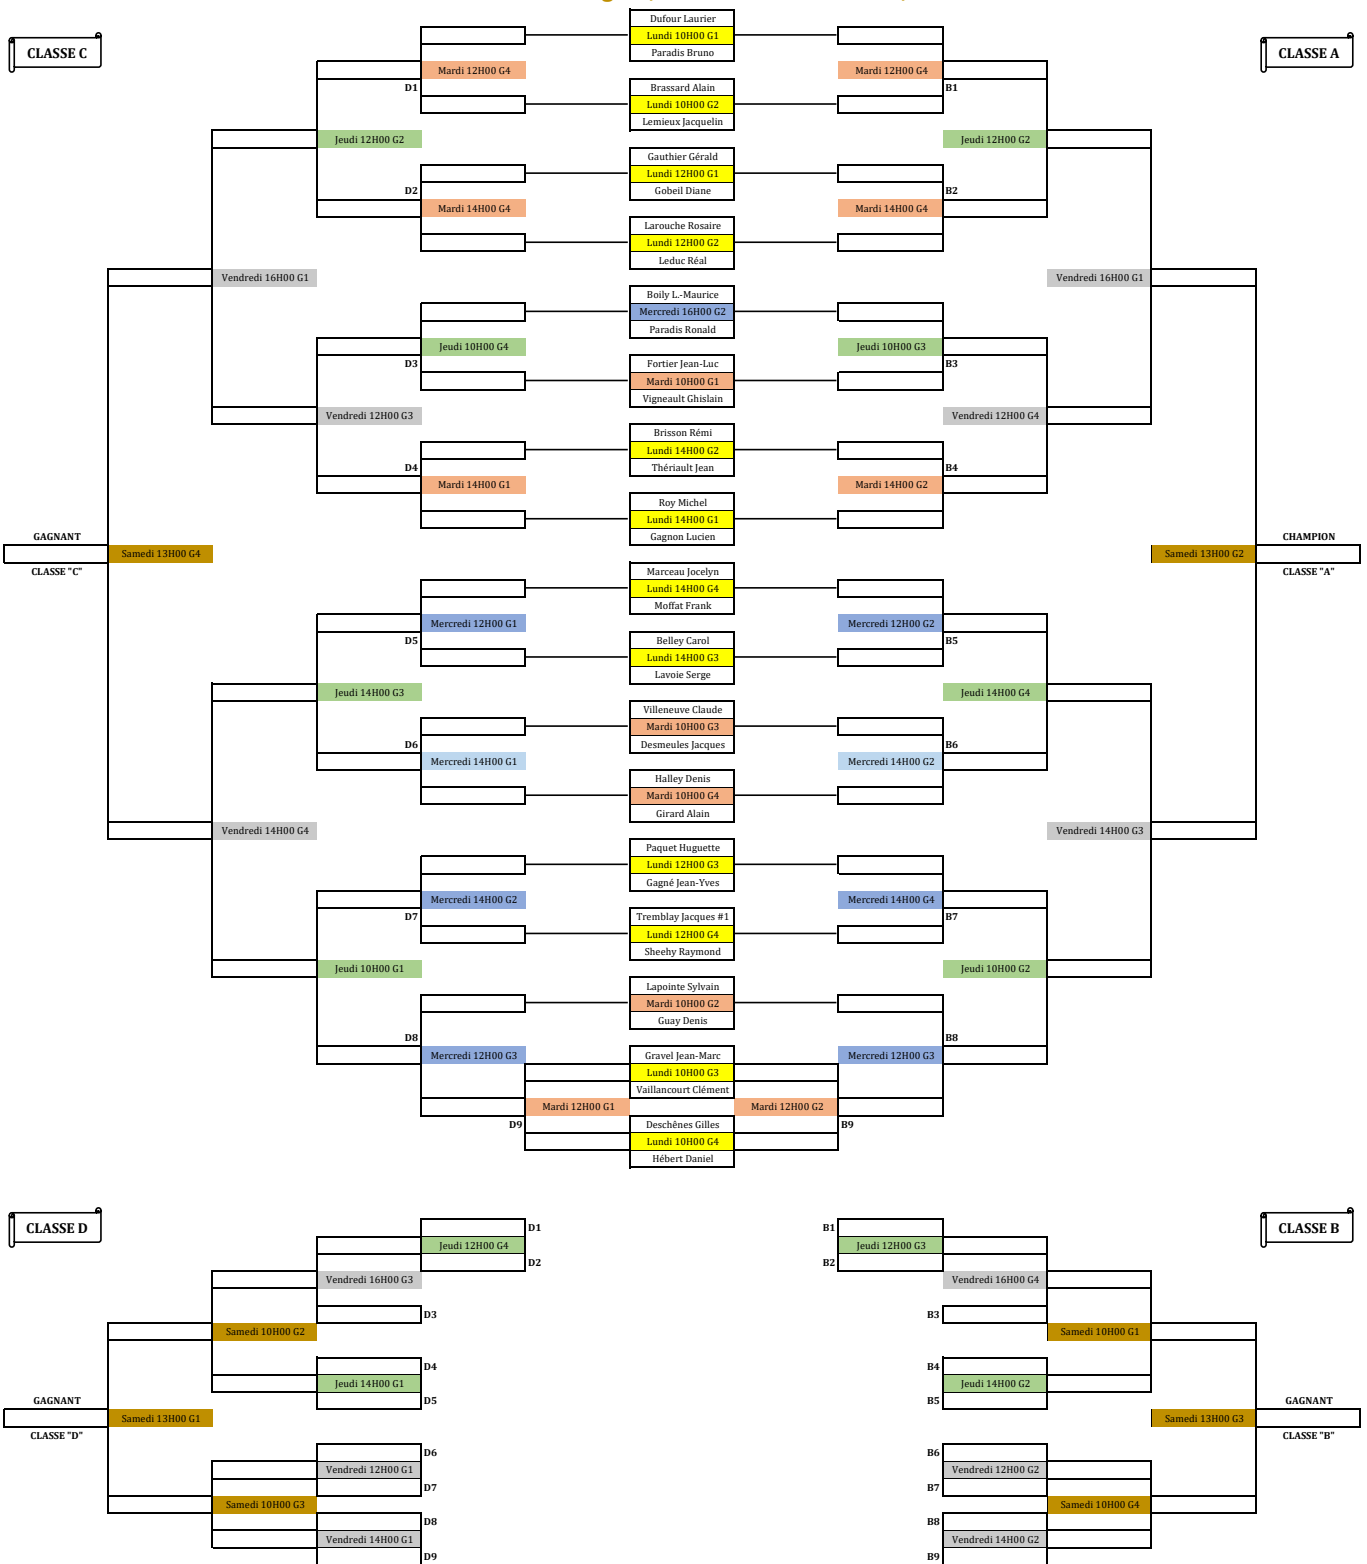 Dufour Laurier
CLASSE C
Lundi 10H00 G1
CLASSE A
Paradis Bruno
Mardi 12H00 G4
Mardi 12H00 G4
D1
Brassard Alain
B1
Lundi 10H00 G2
Lemieux Jacquelin
Jeudi 12H00 G2
Jeudi 12H00 G2
Gauthier Gérald
Lundi 12H00 G1
D2
Gobeil Diane
B2
Mardi 14H00 G4
Mardi 14H00 G4
Larouche Rosaire
Lundi 12H00 G2
Leduc Réal
Vendredi 16H00 G1
Vendredi 16H00 G1
Boily L.-Maurice
Mercredi 16H00 G2
Paradis Ronald
Jeudi 10H00 G4
Jeudi 10H00 G3
D3
Fortier Jean-Luc
B3
Mardi 10H00 G1
Vigneault Ghislain
Vendredi 12H00 G3
Vendredi 12H00 G4
Brisson Rémi
Lundi 14H00 G2
D4
Thériault Jean
B4
Mardi 14H00 G1
Mardi 14H00 G2
Roy Michel
Lundi 14H00 G1
GAGNANT
Gagnon Lucien
CHAMPION
Samedi 13H00 G4
Samedi 13H00 G2
CLASSE "C"
Marceau Jocelyn
CLASSE "A"
Lundi 14H00 G4
Moffat Frank
Mercredi 12H00 G1
Mercredi 12H00 G2
D5
Belley Carol
B5
Lundi 14H00 G3
Lavoie Serge
Jeudi 14H00 G3
Jeudi 14H00 G4
Villeneuve Claude
Mardi 10H00 G3
D6
Desmeules Jacques
B6
Mercredi 14H00 G1
Mercredi 14H00 G2
Halley Denis
Mardi 10H00 G4
Girard Alain
Vendredi 14H00 G4
Vendredi 14H00 G3
Paquet Huguette
Lundi 12H00 G3
Gagné Jean-Yves
Mercredi 14H00 G2
Mercredi 14H00 G4
D7
Tremblay Jacques #1
B7
Lundi 12H00 G4
Sheehy Raymond
Jeudi 10H00 G1
Jeudi 10H00 G2
Lapointe Sylvain
Mardi 10H00 G2
Guay Denis
D8
B8
Mercredi 12H00 G3
Gravel Jean-Marc
Mercredi 12H00 G3
Lundi 10H00 G3
Vaillancourt Clément
Mardi 12H00 G1
Mardi 12H00 G2
D9
Deschênes Gilles
B9
Lundi 10H00 G4
Hébert Daniel
CLASSE D
D1
B1
CLASSE B
Jeudi 12H00 G4
Jeudi 12H00 G3
D2
B2
Vendredi 16H00 G3
Vendredi 16H00 G4
D3
B3
Samedi 10H00 G2
Samedi 10H00 G1
D4
B4
Jeudi 14H00 G1
Jeudi 14H00 G2
GAGNANT
D5
B5
GAGNANT
Samedi 13H00 G1
Samedi 13H00 G3
CLASSE "D"
CLASSE "B"
D6
B6
Vendredi 12H00 G1
Vendredi 12H00 G2
D7
B7
Samedi 10H00 G3
Samedi 10H00 G4
D8
B8
Vendredi 14H00 G1
Vendredi 14H00 G2
D9
B9